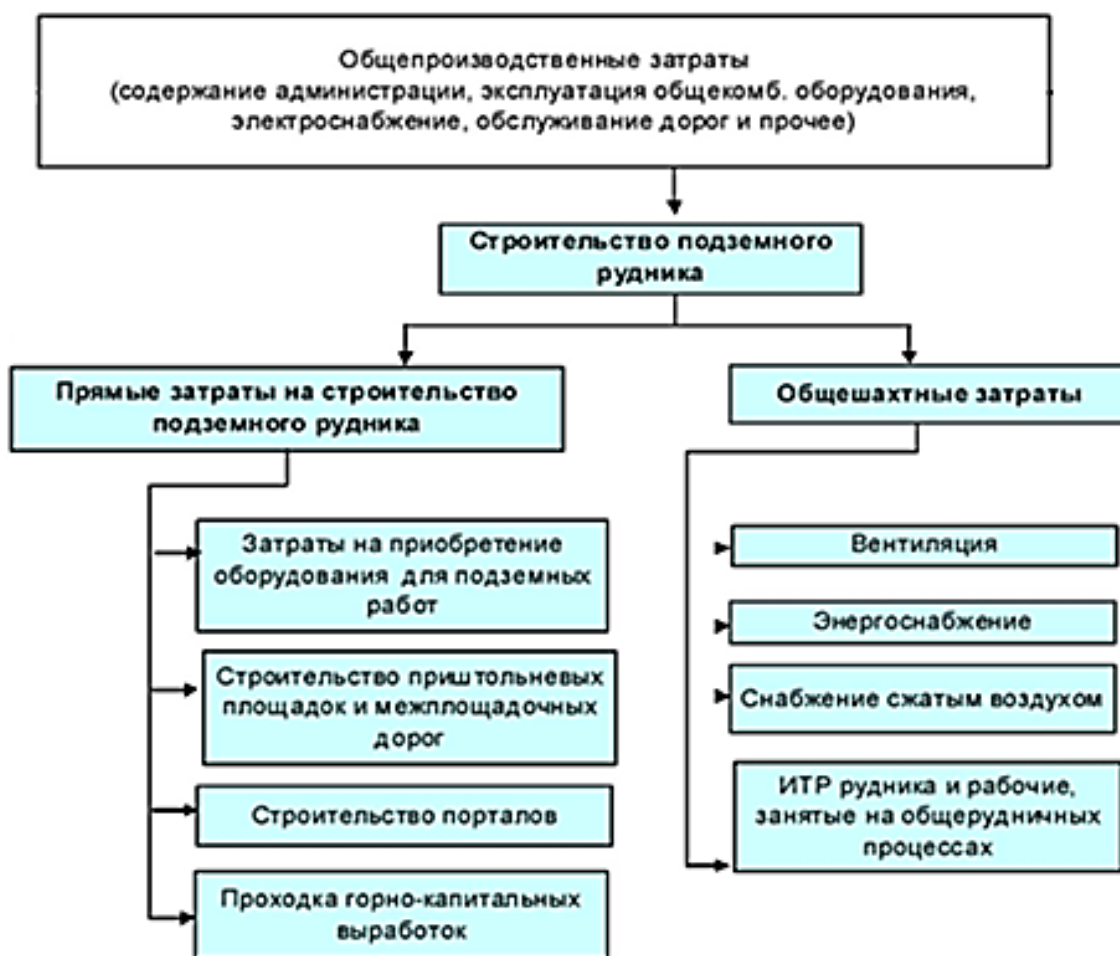 Общепроизводственные затраты
(содержание администрации, эксплуатация общекомб. оборудования,
электроснабжение, обслуживание дорог и прочее)
Строительство подземного
рудника
Прямые затраты на строительство
подземного рудника
Затраты на приобретение
оборудования для подземных
работ
Строительство приштольневых
площадок и межплощадочных
дорог
Строительство порталов
Проходка горно-капитальных
выработок
Общешахтные затраты
Вентиляция
Энергоснабжение
Снабжение сжатым воздухом
ИТР рудника и рабочие,
занятые на общерудничных
процессах